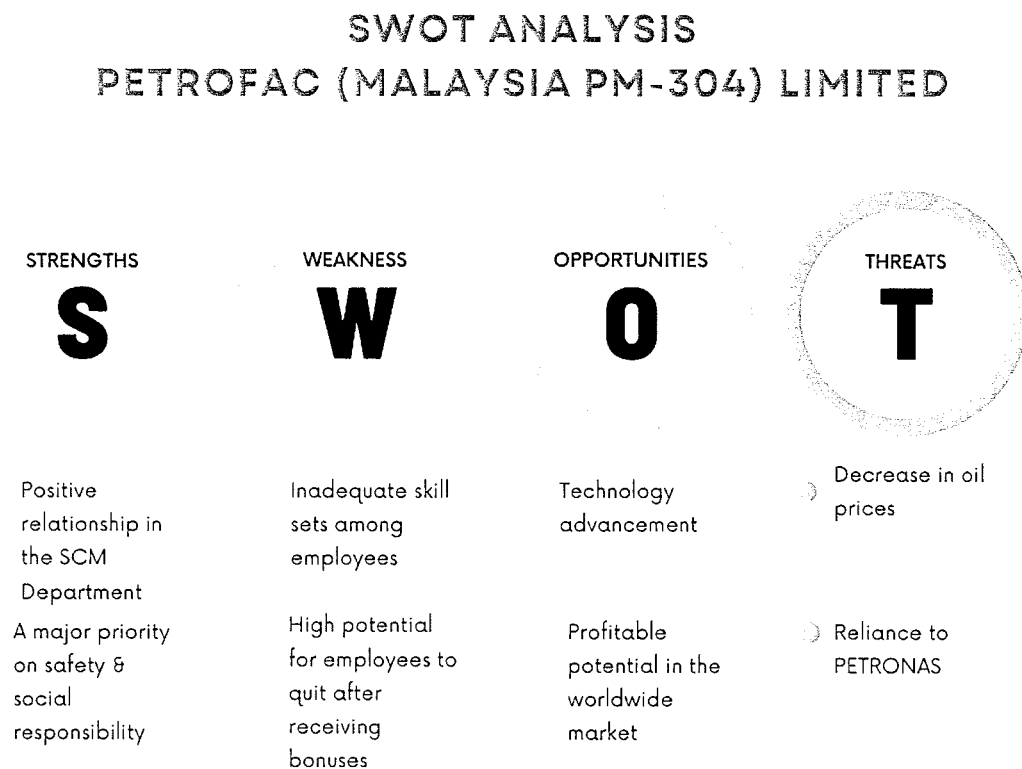 SWOT ANALYSIS
PETROFAC (MALAYSIA PM-304) LIMITED
STRENGTHS
S
Positive
relationship in
the SCM
Department
A major priority
on safety &
social
responsibility
WEAKNESS
W
Inadequate skill
sets among
employees
High potential
for employees to
quit after
receiving
bonuses
OPPORTUNITIES
O
Technology
advancement
Profitable
potential in the
worldwide
market
THREATS
T
Decrease in oil
prices
Reliance to
PETRONAS